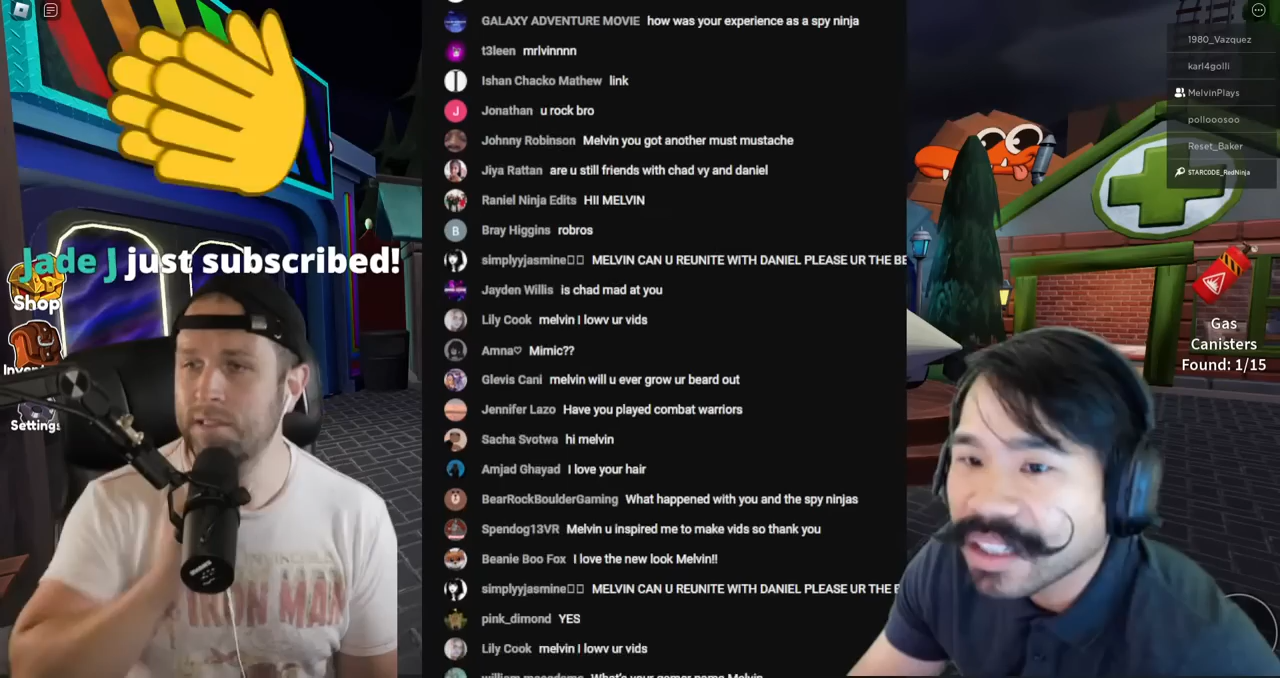 GALAXY ADVENTURE MOVIE how was your experience as a spy ninja
t3leen mrlvinnnn
Ishan Chacko Mathew link
J Jonathan u rock bro
Johnny Robinson Melvin you got another must mustache
Jiya Rattan are u still friends with chad vy and daniel
Raniel Ninja Edits HII MELVIN
B Bray Higgins robros
simplyyjasmine MELVIN CAN U REUNITE WITH DANIEL PLEASE UR THE BE
Jayden Willis is chad mad at you
Lily Cook melvin I lowv ur vids
Amna♡ Mimic??
Glevis Cani melvin will u ever grow ur beard out
Jennifer Lazo Have you played combat warriors
Sacha Svotwa hi melvin
Amjad Ghayad I love your hair
BearRockBoulderGaming What happened with you and the spy ninjas
Spendog13VR Melvin u inspired me to make vids so thank you
Beanie Boo Fox I love the new look Melvin!!
simplyyjasmine MELVIN CAN U REUNITE WITH DANIEL PLEASE UR THE
pink_dimond YES
Lily Cook melvin I lowv ur vids
What's your gamer name Melvin
Jade J just subscribed!
Shop
Settings
IRON MAN
1980_Vazquez
karl4golli
MelvinPlays
pollooosoo
Reset_Baker
STARCODE_RedNinja
Gas
Canisters
Found: 1/15